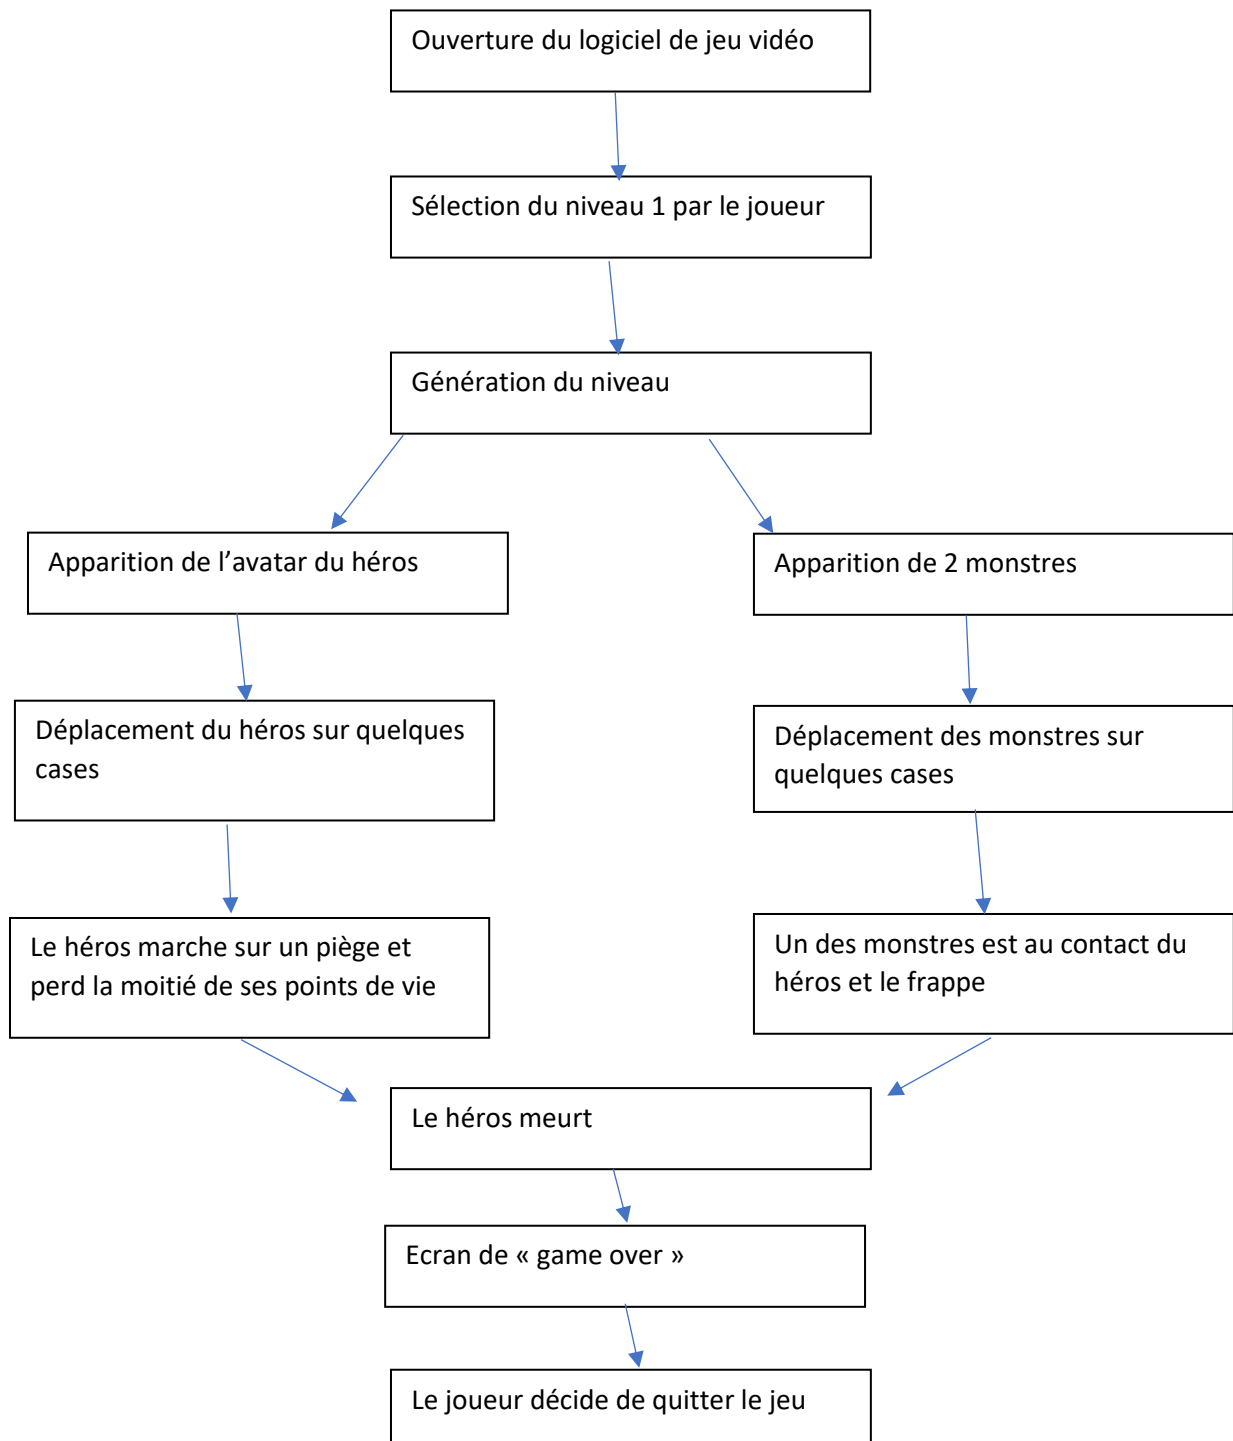 Ouverture du logiciel de jeu vidéo
Sélection du niveau 1 par le joueur
Génération du niveau
Apparition de l’avatar du héros
Apparition de 2 monstres
Déplacement du héros sur quelques
cases
Déplacement des monstres sur
quelques cases
Le héros marche sur un piège et
perd la moitié de ses points de vie
Un des monstres est au contact du
héros et le frappe
Le héros meurt
Ecran de « game over »
Le joueur décide de quitter le jeu